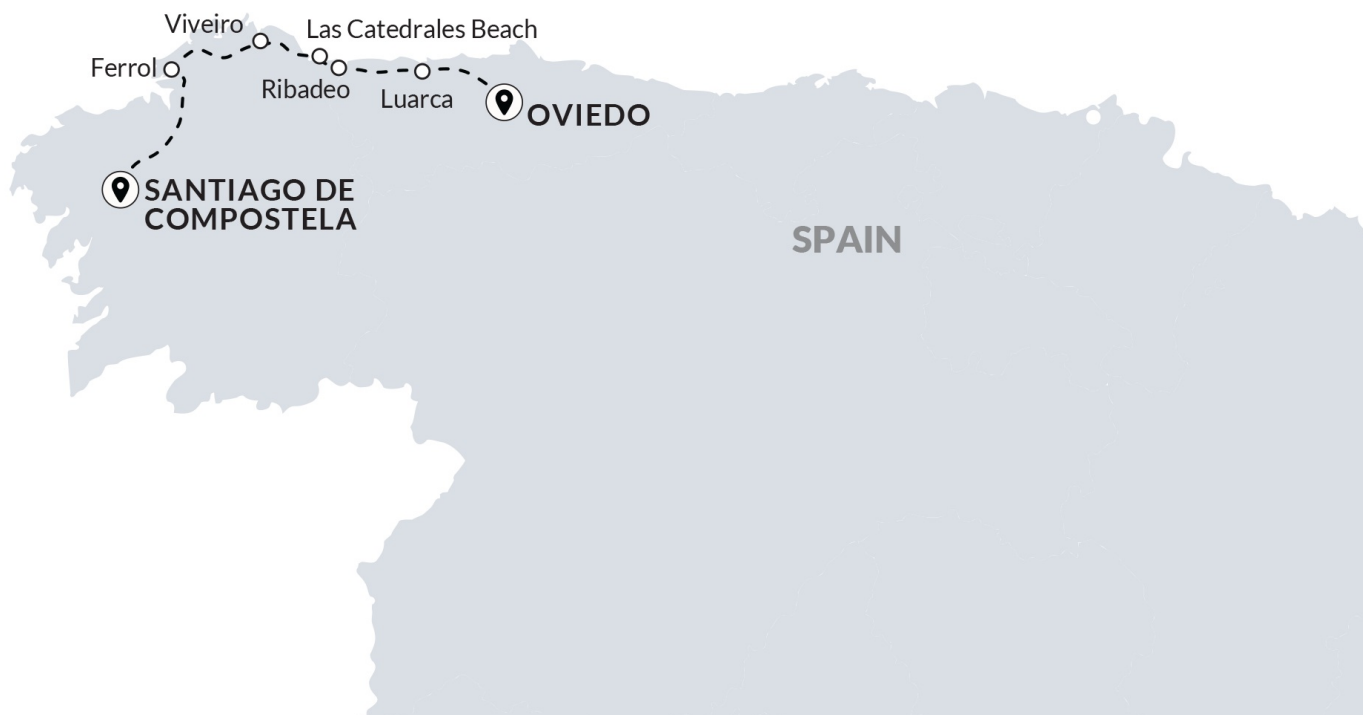 Viveiro
Las Catedrales Beach
Ferrol
Ribadeo
Luarca
OVIEDO
SANTIAGO DE
COMPOSTELA
SPAIN